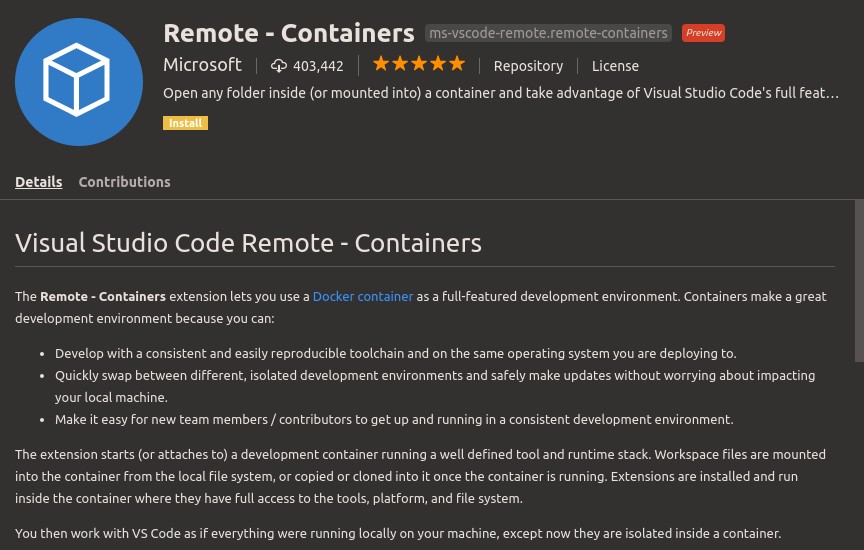 Remote - Containers ms-vscode-remote.remote-containers Preview
Microsoft 403,442 Repository License
Open any folder inside (or mounted into) a container and take advantage of Visual Studio Code's full feat…
Install
Details Contributions
Visual Studio Code Remote - Containers
The Remote - Containers extension lets you use a Docker container as a full-featured development environment. Containers make a great
development environment because you can:
• Develop with a consistent and easily reproducible toolchain and on the same operating system you are deploying to.
• Quickly swap between different, isolated development environments and safely make updates without worrying about impacting
your local machine.
• Make it easy for new team members / contributors to get up and running in a consistent development environment.
The extension starts (or attaches to) a development container running a well defined tool and runtime stack. Workspace files are mounted
into the container from the local file system, or copied or cloned into it once the container is running. Extensions are installed and run
inside the container where they have full access to the tools, platform, and file system.
You then work with VS Code as if everything were running locally on your machine, except now they are isolated inside a container.